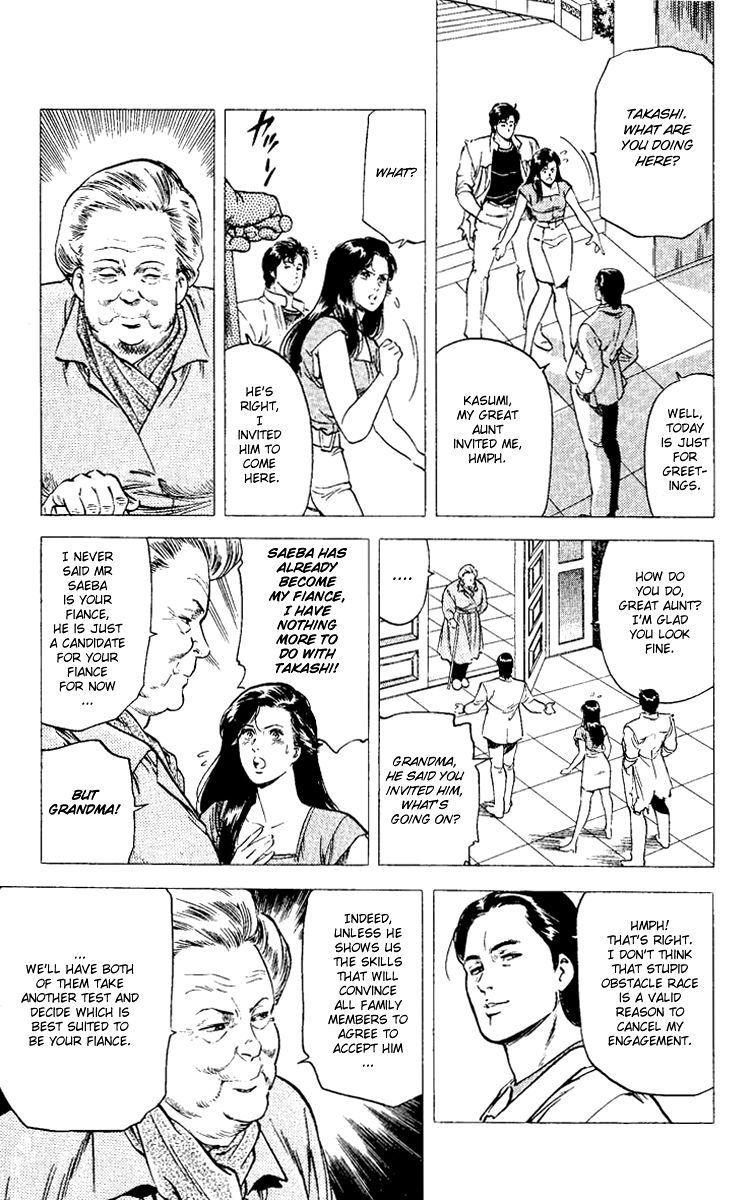 TAKASHI.
WHAT ARE
YOU DOING
HERE?
WELL,
TODAY
IS JUST
FOR
GREET-
INGS.
KASUMI,
MY GREAT
AUNT
INVITED ME,
HMPH.
WHAT?
ガッ
HE'S
RIGHT,
I
INVITED
HIM TO
COME
HERE.
HOW DO
YOU DO,
GREAT AUNT?
I'M GLAD
YOU LOOK
FINE.
....
GRANDMA,
HE SAID YOU
INVITED HIM,
WHAT'S
GOING ON?
SAEBA HAS
ALREADY
BECOME
MY FIANCE,
I HAVE
NOTHING
MORE TO
DO WITH
TAKASHI!
I NEVER
SAID MR
SAEBA
IS YOUR
FIANCE,
HE IS JUST
A CANDIDATE
FOR YOUR
FIANCE
FOR NOW
...
BUT
GRANDMA!
HMPH!
THAT'S RIGHT.
I DON'T THINK
THAT STUPID
OBSTACLE RACE
IS A VALID
REASON TO
CANCEL MY
ENGAGEMENT.
INDEED,
UNLESS HE
SHOWS US
THE SKILLS
THAT WILL
CONVINCE
ALL FAMILY
MEMBERS TO
AGREE TO
ACCEPT HIM
...
...
WE'LL HAVE BOTH
OF THEM TAKE
ANOTHER TEST AND
DECIDE WHICH IS
BEST SUITED TO
BE YOUR FIANCE.